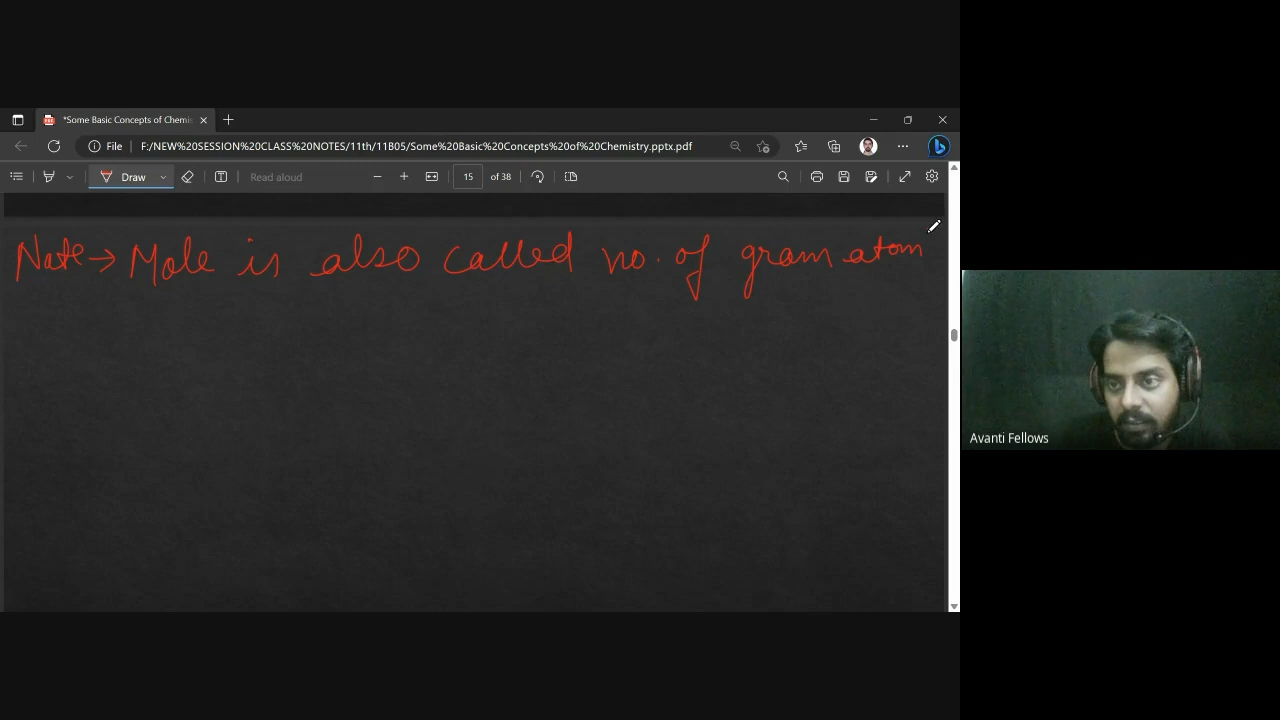 *Some Basic Concepts of Chemis
File
F:/NEW%20SESSION%20CLASS%20NOTES/11th/11B05/Some%20Basic%20Concepts%20of%20Chemistry.pptx.pdf
Draw
Read aloud
15 of 38
Note → Mole is also called no. of gram atom
Avanti Fellows